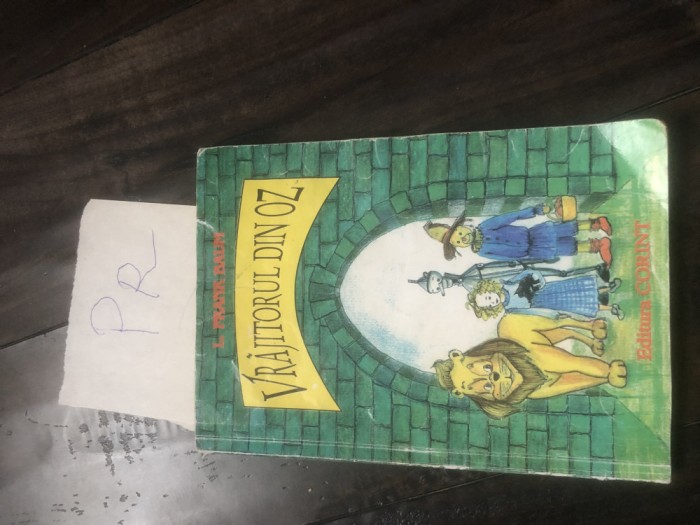 PR
L. FRANK BAUM
VRĂJITORUL DIN OZ
Editura CORINT